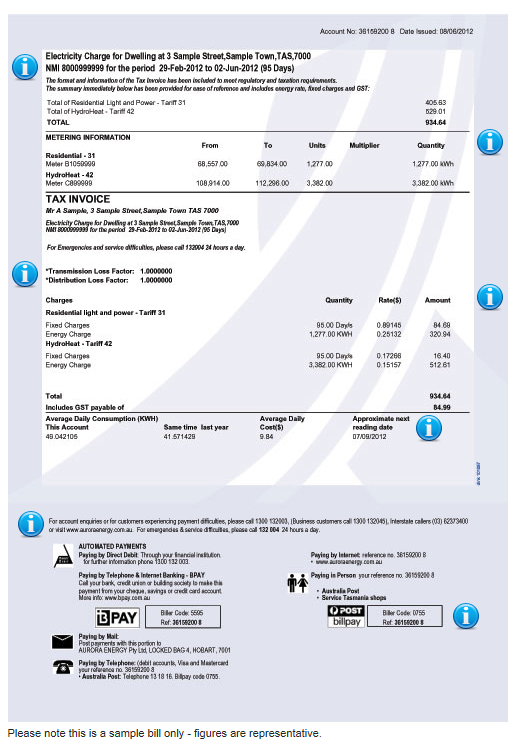 Account No: 36159200 8   Date Issued: 08/06/2012
Electricity Charge for Dwelling at 3 Sample Street,Sample Town,TAS,7000
NMI 8000999999 for the period  29-Feb-2012 to 02-Jun-2012 (95 Days)
The format and information of the Tax Invoice has been included to meet regulatory and taxation requirements.
The summary immediately below has been provided for ease of reference and includes energy rate, fixed charges and GST:
Total of Residential Light and Power - Tariff 31   405.63
Total of HydroHeat - Tariff 42   529.01
TOTAL   934.64
METERING INFORMATION
From   To   Units   Multiplier   Quantity
Residential - 31
Meter B1059999   68,557.00   69,834.00   1,277.00   1,277.00 kWh
HydroHeat - 42
Meter C899999   108,914.00   112,296.00   3,382.00   3,382.00 kWh
TAX INVOICE
Mr A Sample, 3 Sample Street,Sample Town TAS 7000
Electricity Charge for Dwelling at 3 Sample Street,Sample Town,TAS,7000
NMI 8000999999 for the period  29-Feb-2012 to 02-Jun-2012 (95 Days)
For Emergencies and service difficulties, please call 132004 24 hours a day.
*Transmission Loss Factor:   1.0000000
*Distribution Loss Factor:   1.0000000
Charges   Quantity   Rate($)   Amount
Residential light and power - Tariff 31
Fixed Charges   95.00 Days   0.89145   84.69
Energy Charge   1,277.00 KWH   0.25132   320.94
HydroHeat - Tariff 42
Fixed Charges   95.00 Days   0.17266   16.40
Energy Charge   3,382.00 KWH   0.15157   512.61
Total   934.64
Includes GST payable of   84.99
Average Daily Consumption (KWH)   Average Daily   Approximate next
This Account   Same time  last year   Cost($)   reading date
49.042105   41.571429   9.84   07/09/2012
For account enquiries or for customers experiencing payment difficulties, please call 1300 132003, (Business customers call 1300 132045), Interstate callers (03) 62373400
or visit www.auroraenergy.com.au.  For emergencies & service difficulties, please call 132 004  24 hours a day.
AUTOMATED PAYMENTS
Paying by Direct Debit: Through your financial institution.
for further information phone 1300 132 003.
Paying by Telephone & Internet Banking - BPAY
Call your bank, credit union or building society to make this
payment from your cheque, savings or credit card account.
More info: www.bpay.com.au
B PAY
Biller Code: 5595
Ref: 36159200 8
Paying by Mail:
Post payments with this portion to
AURORA ENERGY Pty Ltd, LOCKED BAG 4, HOBART, 7001
Paying by Telephone: (debit accounts, Visa and Mastercard
your reference no. 36159200 8
• Australia Post: Telephone 13 18 16. Billpay code 0755.
Paying by Internet: reference no. 36159200 8
• www.auroraenergy.com.au
Paying in Person  your reference no. 36159200 8
• Australia Post
• Service Tasmania shops
POST
billpay
Biller Code: 0755
Ref: 36159200 8
Please note this is a sample bill only - figures are representative.